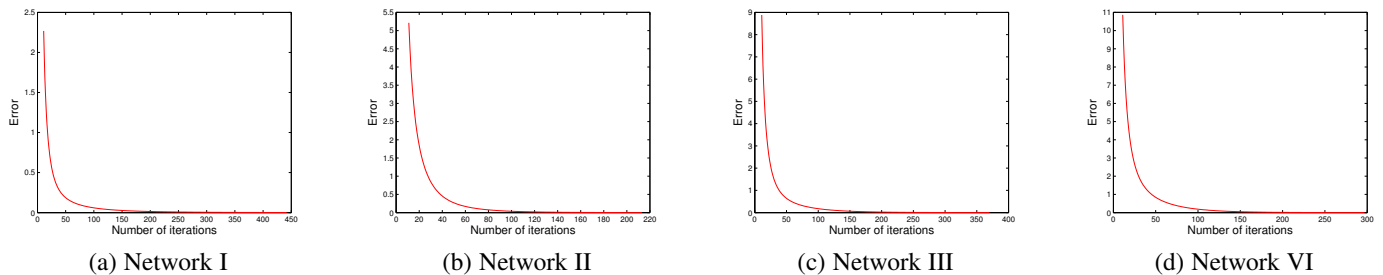 2.5
2
1.5
1
0.5
0
Error
0 50 100 150 200 250 300 350 400 450
Number of iterations
(a) Network I
5.5
5
4.5
4
3.5
3
2.5
2
1.5
1
0.5
0
Error
20 40 60 80 100 120 140 160 180 200 220
Number of iterations
(b) Network II
9
8
7
6
5
4
3
2
1
0
Error
0 50 100 150 200 250 300 350 400
Number of iterations
(c) Network III
11
10
9
8
7
6
5
4
3
2
1
0
Error
0 50 100 150 200 250 300
Number of iterations
(d) Network VI